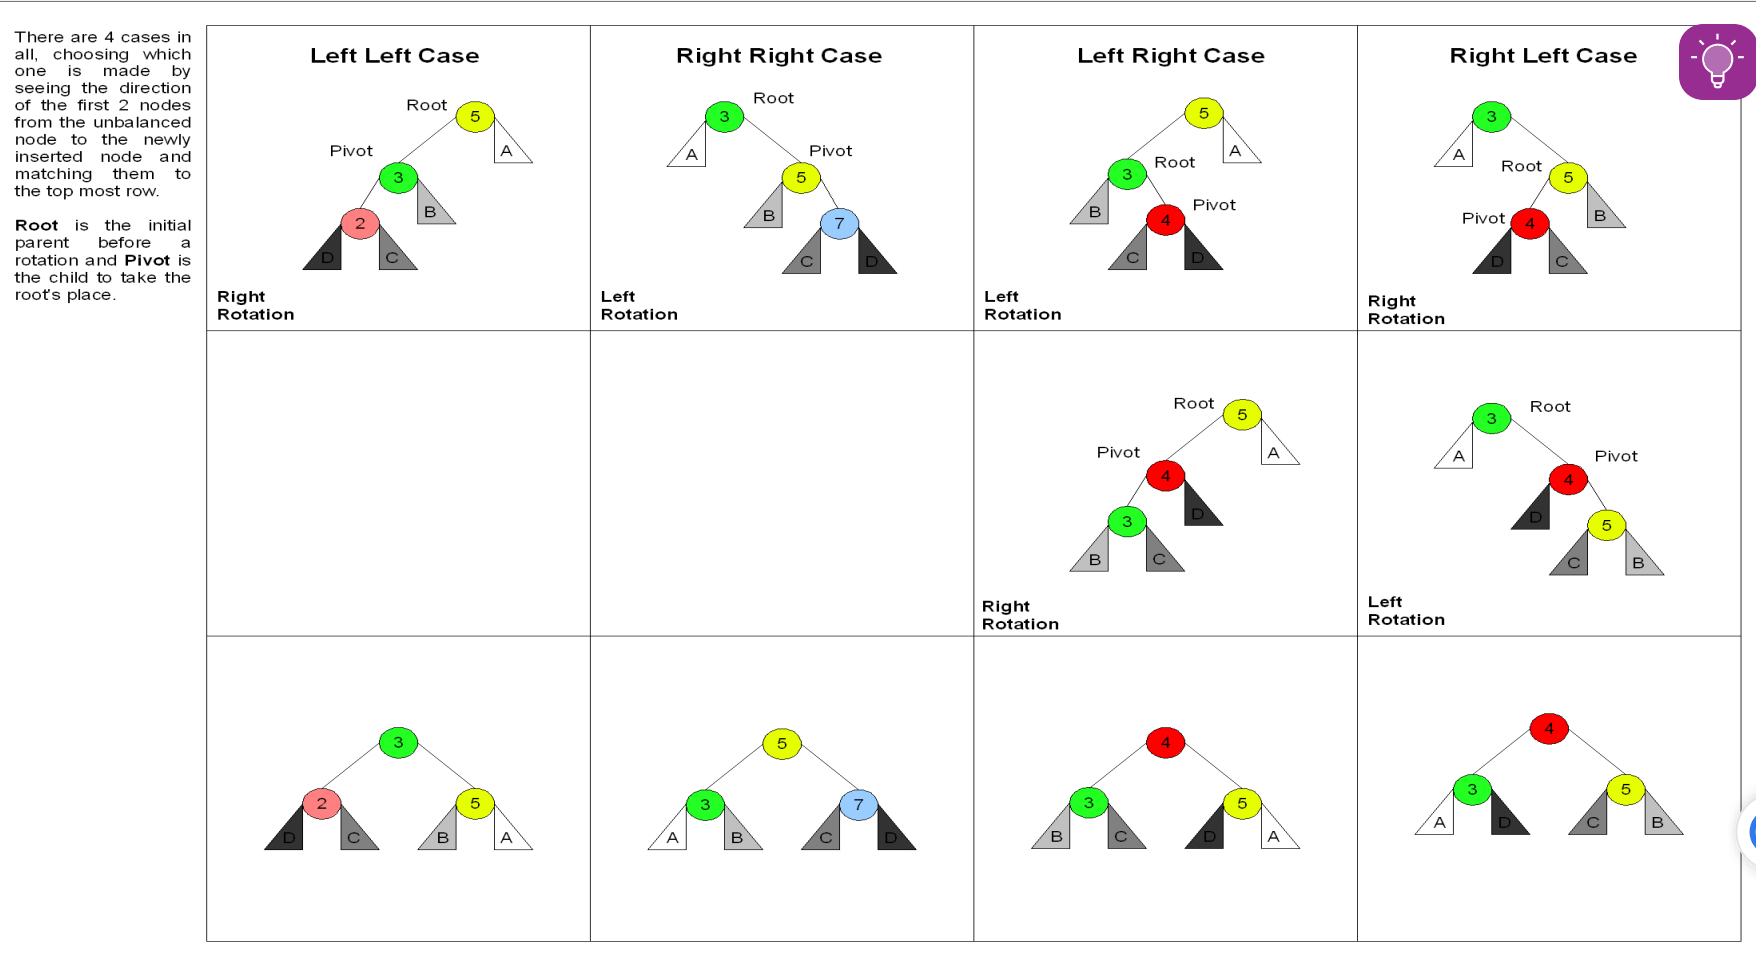 There are 4 cases in
all, choosing which
one is made by
seeing the direction
of the first 2 nodes
from the unbalanced
node to the newly
inserted node and
matching them to
the top most row.
Root is the initial
parent before a
rotation and Pivot is
the child to take the
root's place.
Left Left Case
Root
5
A
Pivot
3
B
2
D
C
Right
Rotation
Right Right Case
Root
3
A
Pivot
5
B
7
C
D
Left
Rotation
Left Right Case
5
A
Root
3
B
Pivot
4
C
D
Left
Rotation
Right Left Case
3
A
Root
5
B
Pivot
4
D
C
Right
Rotation
Root
5
A
Pivot
4
D
3
B
C
Right
Rotation
Root
3
A
Pivot
4
D
5
C
B
Left
Rotation
3
2
5
D
C
B
A
5
3
7
A
B
C
D
4
3
5
B
C
D
A
4
3
5
A
D
C
B